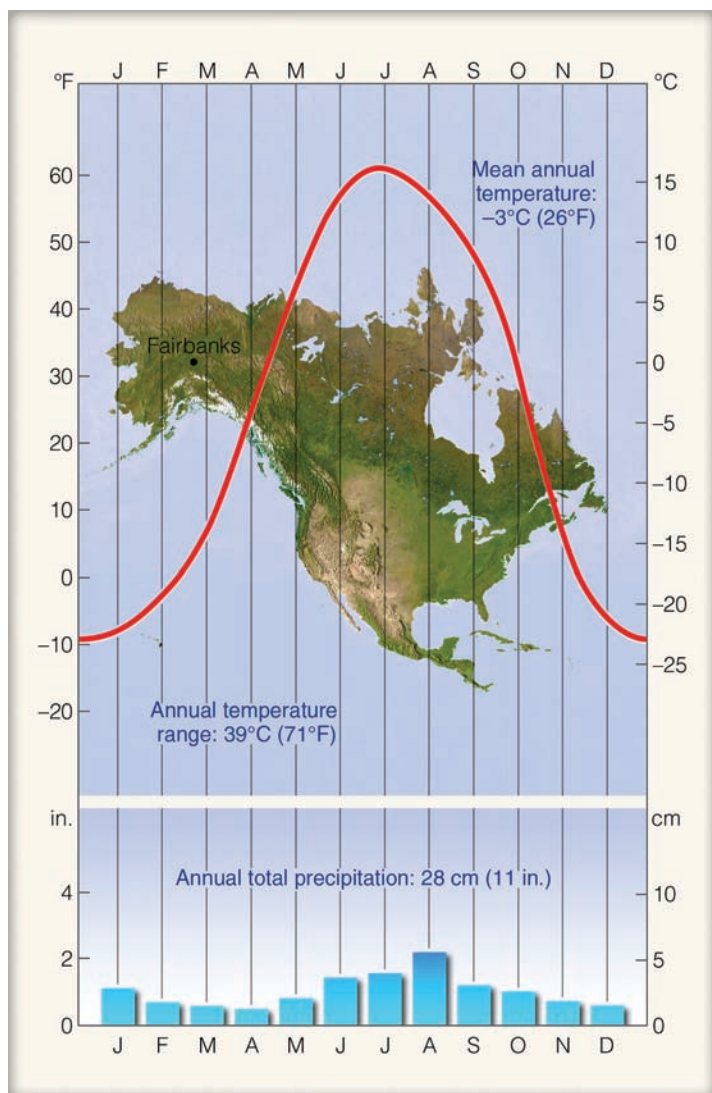 J F M A M J J A S O N D
°F °C
60 15
50 10
40 5
30 0
20 –5
10 –10
0 –15
–10 –20
–20 –25
Mean annual
temperature:
–3°C (26°F)
Fairbanks
Annual temperature
range: 39°C (71°F)
in. cm
Annual total precipitation: 28 cm (11 in.)
4 10
2 5
0 0
J F M A M J J A S O N D